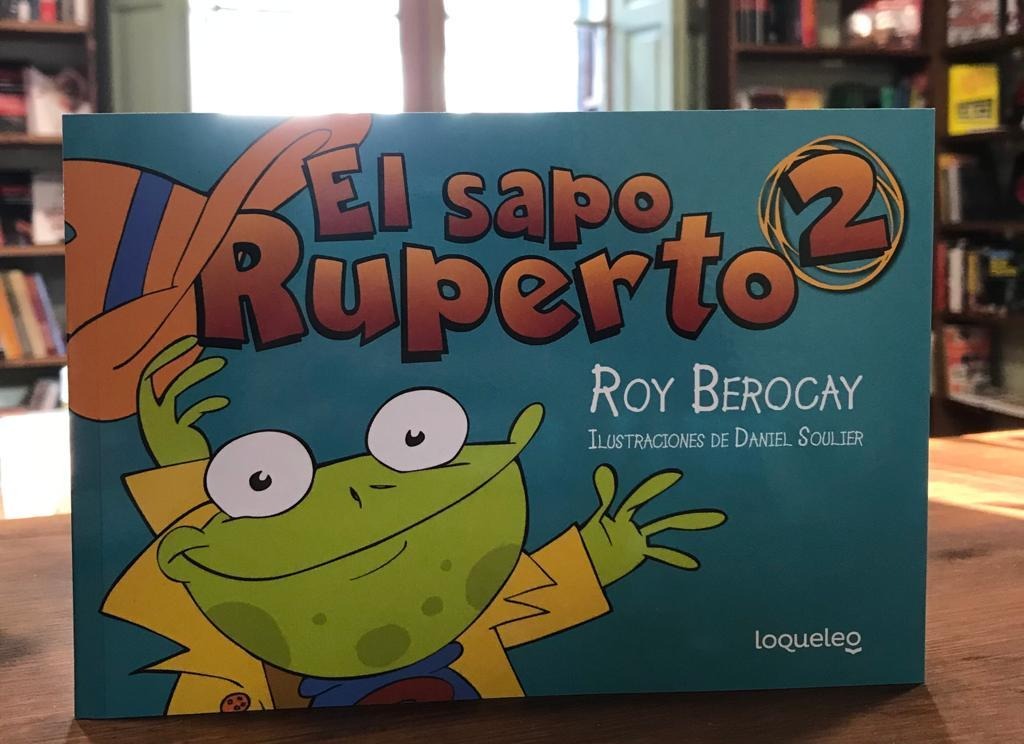 El sapo
Ruperto 2
ROY BEROCAY
ILUSTRACIONES DE DANIEL SOULIER
loqueleo